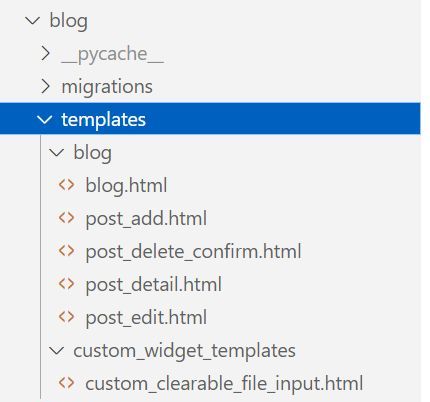 blog
__pycache__
migrations
templates
blog
blog.html
post_add.html
post_delete_confirm.html
post_detail.html
post_edit.html
custom_widget_templates
custom_clearable_file_input.html